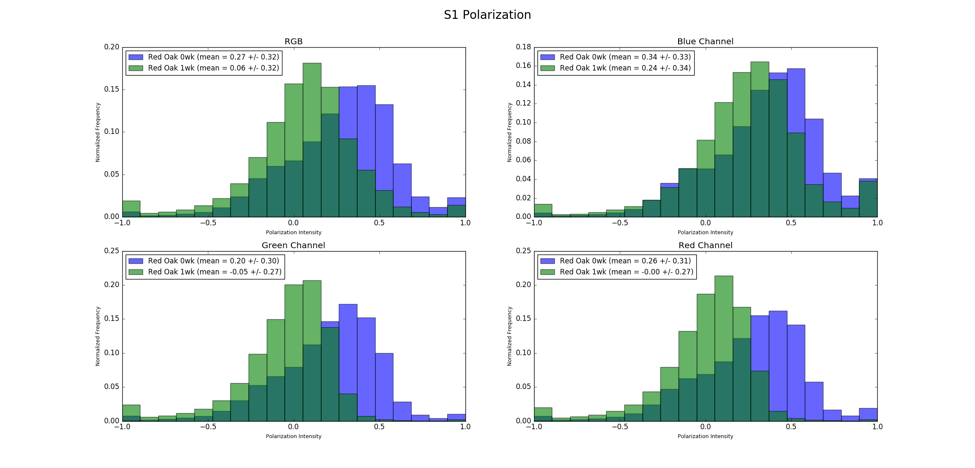 S1 Polarization
RGB
Red Oak 0wk (mean = 0.27 +/- 0.32)
Red Oak 1wk (mean = 0.06 +/- 0.32)
0.20
0.15
0.10
0.05
0.00
Normalized Frequency
−1.0 −0.5 0.0 0.5 1.0
Polarization Intensity
Blue Channel
Red Oak 0wk (mean = 0.34 +/- 0.33)
Red Oak 1wk (mean = 0.24 +/- 0.34)
0.18
0.16
0.14
0.12
0.10
0.08
0.06
0.04
0.02
0.00
Normalized Frequency
−1.0 −0.5 0.0 0.5 1.0
Polarization Intensity
Green Channel
Red Oak 0wk (mean = 0.20 +/- 0.30)
Red Oak 1wk (mean = -0.05 +/- 0.27)
0.25
0.20
0.15
0.10
0.05
0.00
Normalized Frequency
−1.0 −0.5 0.0 0.5 1.0
Polarization Intensity
Red Channel
Red Oak 0wk (mean = 0.26 +/- 0.31)
Red Oak 1wk (mean = -0.00 +/- 0.27)
0.25
0.20
0.15
0.10
0.05
0.00
Normalized Frequency
−1.0 −0.5 0.0 0.5 1.0
Polarization Intensity